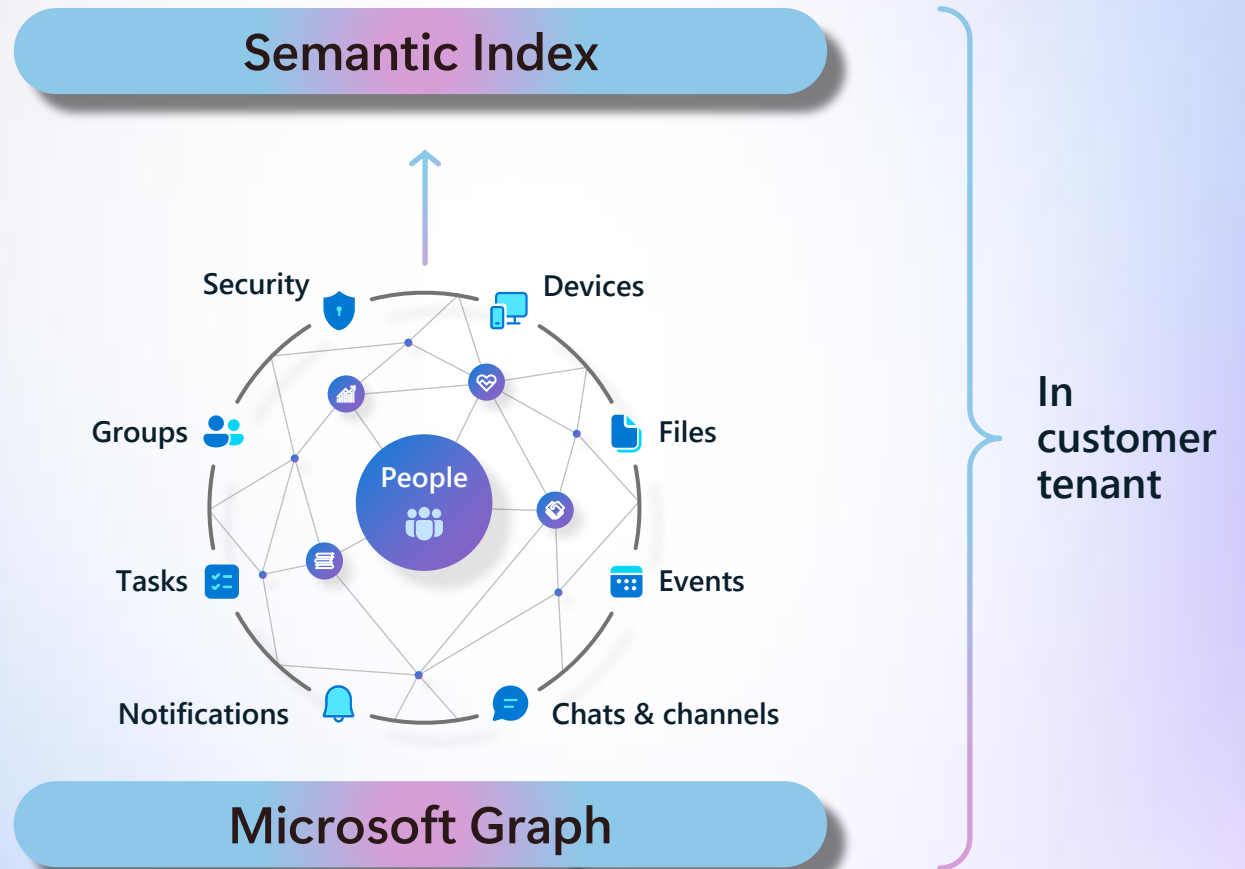 Semantic Index
Security
Devices
Groups
People
Files
In
customer
tenant
Tasks
Events
Notifications
Chats & channels
Microsoft Graph